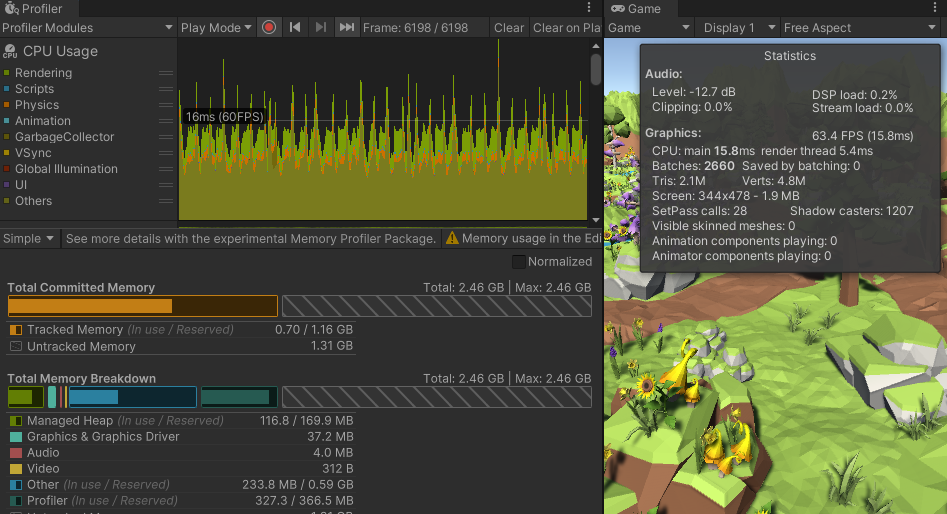 Profiler
Profiler Modules
Play Mode
Frame: 6198 / 6198
Clear
Clear on Pla
CPU
CPU Usage
Rendering
Scripts
Physics
Animation
GarbageCollector
VSync
Global Illumination
UI
Others
16ms (60FPS)
Simple
See more details with the experimental Memory Profiler Package.
Memory usage in the Edi
Normalized
Total Committed Memory
Total: 2.46 GB | Max: 2.46 GB
Tracked Memory (In use / Reserved) 0.70 / 1.16 GB
Untracked Memory 1.31 GB
Total Memory Breakdown
Total: 2.46 GB | Max: 2.46 GB
Managed Heap (In use / Reserved) 116.8 / 169.9 MB
Graphics & Graphics Driver 37.2 MB
Audio 4.0 MB
Video 312 B
Other (In use / Reserved) 233.8 MB / 0.59 GB
Profiler (In use / Reserved) 327.3 / 366.5 MB
Game
Game
Display 1
Free Aspect
Statistics
Audio:
Level: -12.7 dB DSP load: 0.2%
Clipping: 0.0% Stream load: 0.0%
Graphics: 63.4 FPS (15.8ms)
CPU: main 15.8ms render thread 5.4ms
Batches: 2660 Saved by batching: 0
Tris: 2.1M Verts: 4.8M
Screen: 344x478 - 1.9 MB
SetPass calls: 28 Shadow casters: 1207
Visible skinned meshes: 0
Animation components playing: 0
Animator components playing: 0